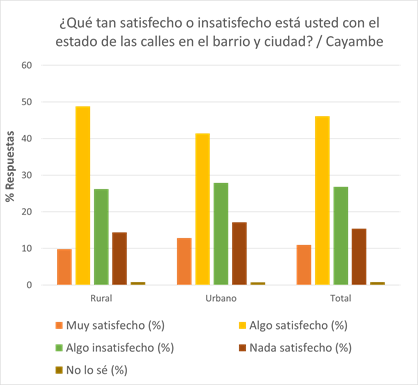 ¿Qué tan satisfecho o insatisfecho está usted con el
estado de las calles en el barrio y ciudad? / Cayambe
% Respuestas
60
50
40
30
20
10
0
Rural
Urbano
Total
Muy satisfecho (%)
Algo satisfecho (%)
Algo insatisfecho (%)
Nada satisfecho (%)
No lo sé (%)